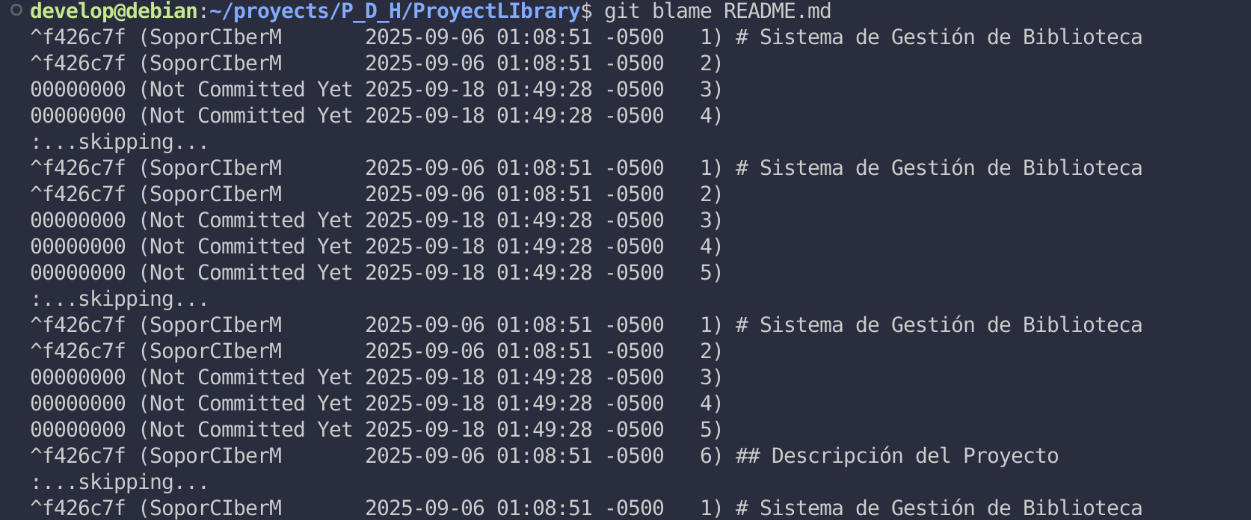 develop@debian:~/proyects/P_D_H/ProyectLIbrary$ git blame README.md
^f426c7f (SoporCIberM       2025-09-06 01:08:51 -0500   1) # Sistema de Gestión de Biblioteca
^f426c7f (SoporCIberM       2025-09-06 01:08:51 -0500   2)
00000000 (Not Committed Yet 2025-09-18 01:49:28 -0500   3)
00000000 (Not Committed Yet 2025-09-18 01:49:28 -0500   4)
:...skipping...
^f426c7f (SoporCIberM       2025-09-06 01:08:51 -0500   1) # Sistema de Gestión de Biblioteca
^f426c7f (SoporCIberM       2025-09-06 01:08:51 -0500   2)
00000000 (Not Committed Yet 2025-09-18 01:49:28 -0500   3)
00000000 (Not Committed Yet 2025-09-18 01:49:28 -0500   4)
00000000 (Not Committed Yet 2025-09-18 01:49:28 -0500   5)
:...skipping...
^f426c7f (SoporCIberM       2025-09-06 01:08:51 -0500   1) # Sistema de Gestión de Biblioteca
^f426c7f (SoporCIberM       2025-09-06 01:08:51 -0500   2)
00000000 (Not Committed Yet 2025-09-18 01:49:28 -0500   3)
00000000 (Not Committed Yet 2025-09-18 01:49:28 -0500   4)
00000000 (Not Committed Yet 2025-09-18 01:49:28 -0500   5)
^f426c7f (SoporCIberM       2025-09-06 01:08:51 -0500   6) ## Descripción del Proyecto
:...skipping...
^f426c7f (SoporCIberM       2025-09-06 01:08:51 -0500   1) # Sistema de Gestión de Biblioteca